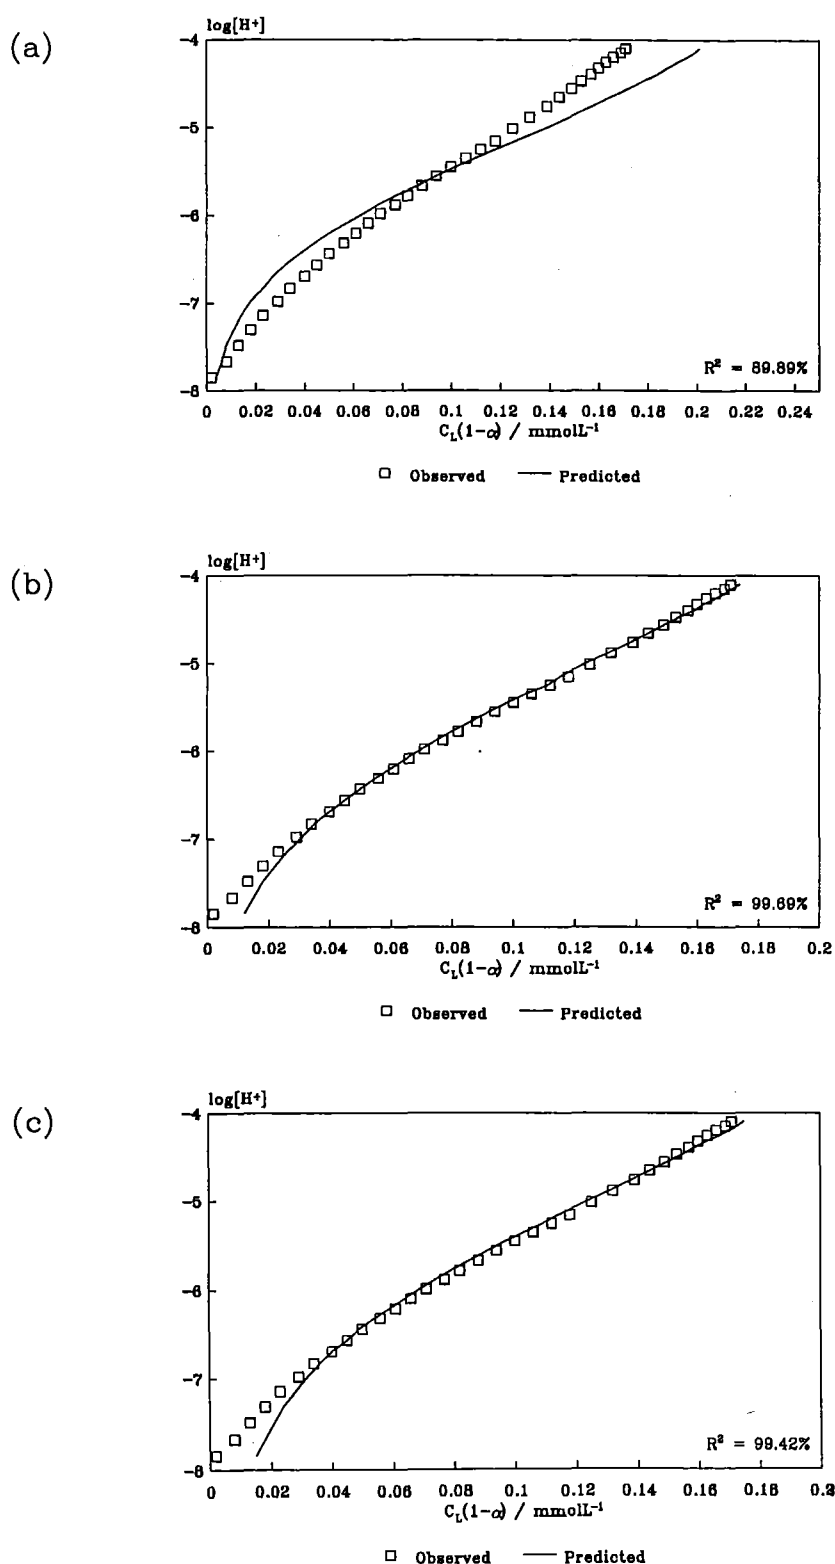 (a)
log[H+]
-4
-5
-6
-7
-8
R² = 89.89%
0 0.02 0.04 0.06 0.08 0.1 0.12 0.14 0.16 0.18 0.2 0.22 0.24
C_L(1-α) / mmolL⁻¹
Observed Predicted
(b)
log[H+]
-4
-5
-6
-7
-8
R² = 99.69%
0 0.02 0.04 0.06 0.08 0.1 0.12 0.14 0.16 0.18 0.2
C_L(1-α) / mmolL⁻¹
Observed Predicted
(c)
log[H+]
-4
-5
-6
-7
-8
R² = 99.42%
0 0.02 0.04 0.06 0.08 0.1 0.12 0.14 0.16 0.18 0.2
C_L(1-α) / mmolL⁻¹
Observed Predicted